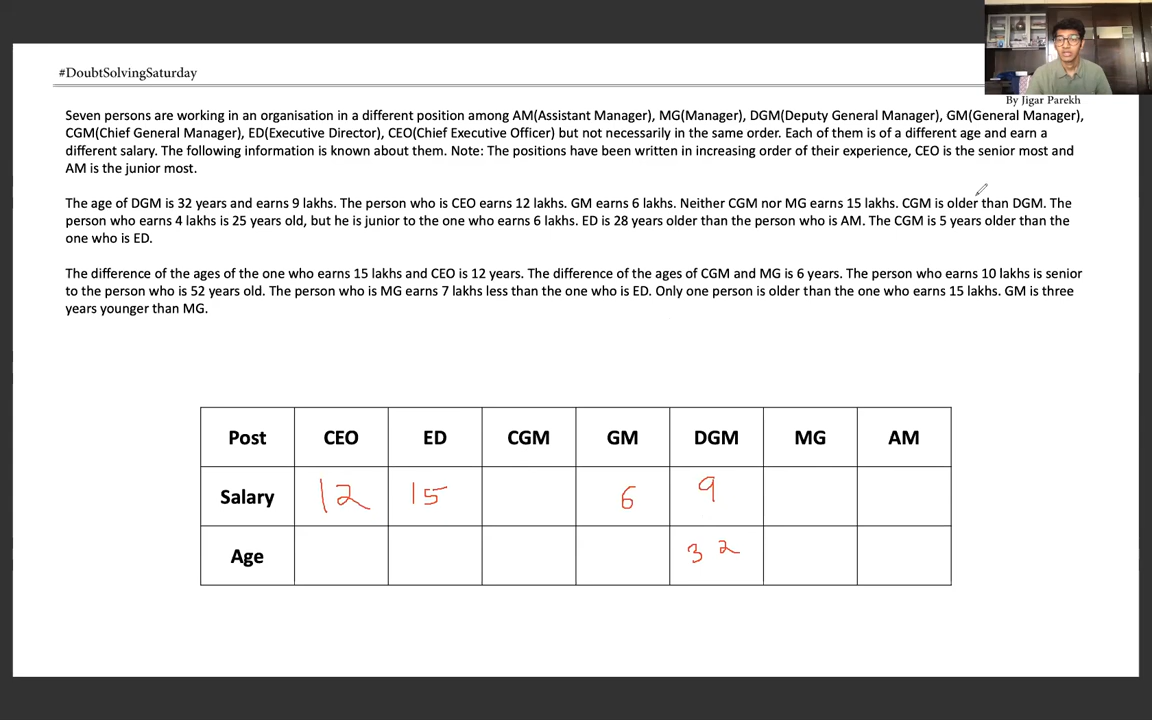 #DoubtSolvingSaturday
By Jigar Parekh
Seven persons are working in an organisation in a different position among AM(Assistant Manager), MG(Manager), DGM(Deputy General Manager), GM(General Manager),
CGM(Chief General Manager), ED(Executive Director), CEO(Chief Executive Officer) but not necessarily in the same order. Each of them is of a different age and earn a
different salary. The following information is known about them. Note: The positions have been written in increasing order of their experience, CEO is the senior most and
AM is the junior most.
The age of DGM is 32 years and earns 9 lakhs. The person who is CEO earns 12 lakhs. GM earns 6 lakhs. Neither CGM nor MG earns 15 lakhs. CGM is older than DGM. The
person who earns 4 lakhs is 25 years old, but he is junior to the one who earns 6 lakhs. ED is 28 years older than the person who is AM. The CGM is 5 years older than the
one who is ED.
The difference of the ages of the one who earns 15 lakhs and CEO is 12 years. The difference of the ages of CGM and MG is 6 years. The person who earns 10 lakhs is senior
to the person who is 52 years old. The person who is MG earns 7 lakhs less than the one who is ED. Only one person is older than the one who earns 15 lakhs. GM is three
years younger than MG.
Post CEO ED CGM GM DGM MG AM
Salary 12 15 6 9
Age 32